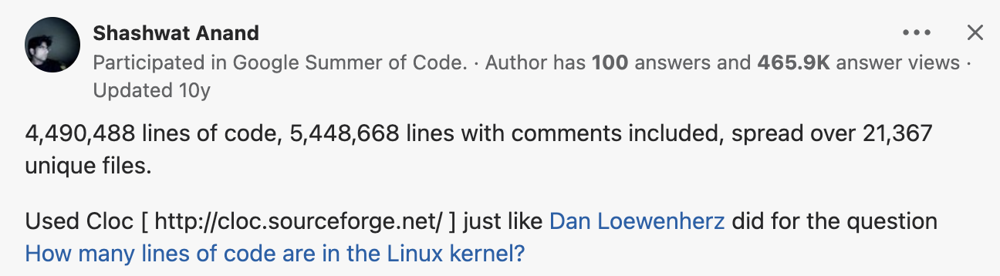 Shashwat Anand
Participated in Google Summer of Code. · Author has 100 answers and 465.9K answer views ·
Updated 10y
4,490,488 lines of code, 5,448,668 lines with comments included, spread over 21,367
unique files.
Used Cloc [ http://cloc.sourceforge.net/ ] just like Dan Loewenherz did for the question
How many lines of code are in the Linux kernel?